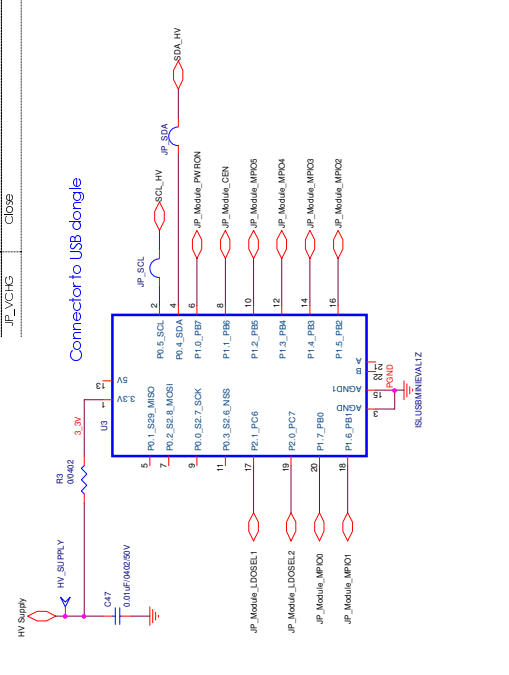 JP_VCHG Close
Connector to USB dongle
SDA_HV
JP_SDA
SCL_HV
JP_SCL
JP_Module_PWRON
JP_Module_CEN
JP_Module_MPIO5
JP_Module_MPIO4
JP_Module_MPIO3
JP_Module_MPIO2
2
4
6
8
10
12
14
16
P0.5_SCL
P0.4_SDA
P1.0_PB7
P1.1_PB6
P1.2_PB5
P1.3_PB4
P1.4_PB3
P1.5_PB2
13
5V
1
3.3V
U3
A
21
B
22
AGND1
15
AGND
3
PGND
ISLUSBMINIEVAL1Z
P0.1_S29_MISO
P0.2_S2.8_MOSI
P0.0_S2.7_SCK
P0.3_S2.6_NSS
P2.1_PC6
P2.0_PC7
P1.7_PB0
P1.6_PB1
5
7
9
11
17
19
20
18
3_3V
R3
0/0402
HV_SUPPLY
HV Supply
C47
0.01uF/0402/50V
JP_Module_LDOSEL1
JP_Module_LDOSEL2
JP_Module_MPIO0
JP_Module_MPIO1